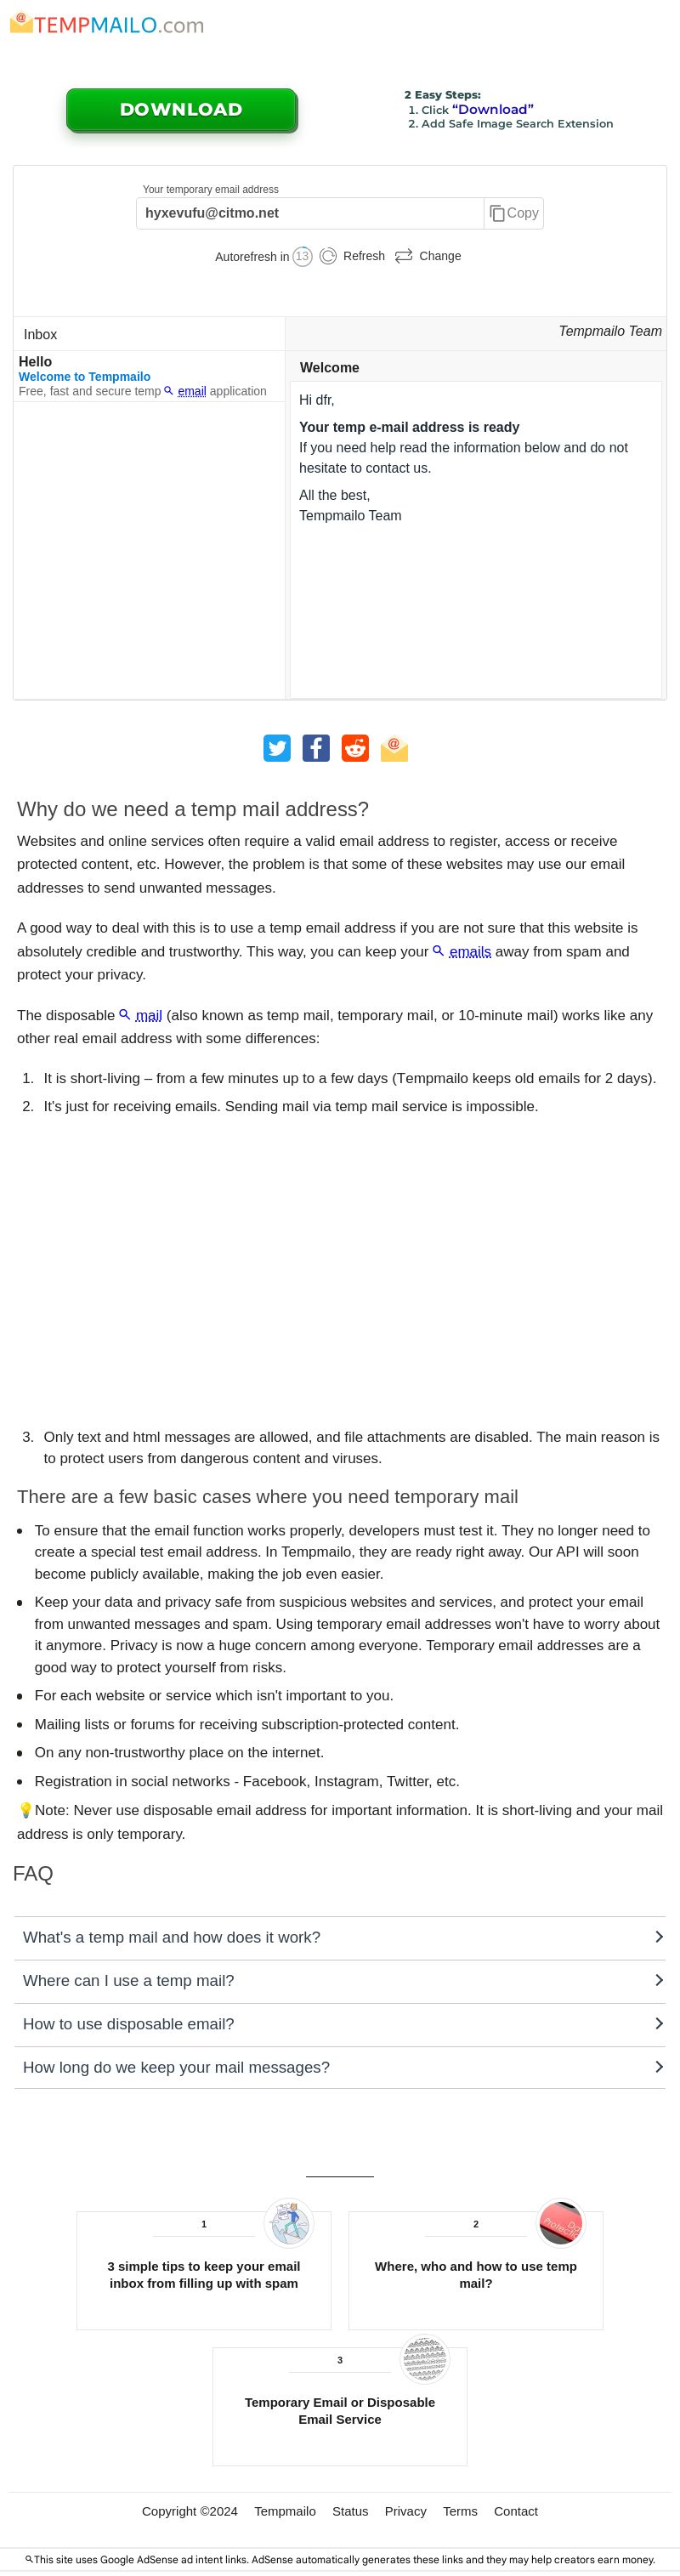 TEMPMAILO.com
DOWNLOAD
2 Easy Steps:
1. Click “Download”
2. Add Safe Image Search Extension
Your temporary email address
hyxevufu@citmo.net
Copy
Autorefresh in 13 Refresh Change
Inbox
Tempmailo Team
Hello
Welcome to Tempmailo
Free, fast and secure temp email application
Welcome
Hi dfr,
Your temp e-mail address is ready
If you need help read the information below and do not
hesitate to contact us.
All the best,
Tempmailo Team
Why do we need a temp mail address?
Websites and online services often require a valid email address to register, access or receive
protected content, etc. However, the problem is that some of these websites may use our email
addresses to send unwanted messages.
A good way to deal with this is to use a temp email address if you are not sure that this website is
absolutely credible and trustworthy. This way, you can keep your emails away from spam and
protect your privacy.
The disposable mail (also known as temp mail, temporary mail, or 10-minute mail) works like any
other real email address with some differences:
1. It is short-living – from a few minutes up to a few days (Tempmailo keeps old emails for 2 days).
2. It's just for receiving emails. Sending mail via temp mail service is impossible.
3. Only text and html messages are allowed, and file attachments are disabled. The main reason is
to protect users from dangerous content and viruses.
There are a few basic cases where you need temporary mail
• To ensure that the email function works properly, developers must test it. They no longer need to
create a special test email address. In Tempmailo, they are ready right away. Our API will soon
become publicly available, making the job even easier.
• Keep your data and privacy safe from suspicious websites and services, and protect your email
from unwanted messages and spam. Using temporary email addresses won't have to worry about
it anymore. Privacy is now a huge concern among everyone. Temporary email addresses are a
good way to protect yourself from risks.
• For each website or service which isn't important to you.
• Mailing lists or forums for receiving subscription-protected content.
• On any non-trustworthy place on the internet.
• Registration in social networks - Facebook, Instagram, Twitter, etc.
💡Note: Never use disposable email address for important information. It is short-living and your mail
address is only temporary.
FAQ
What's a temp mail and how does it work?
Where can I use a temp mail?
How to use disposable email?
How long do we keep your mail messages?
1
3 simple tips to keep your email
inbox from filling up with spam
2
Where, who and how to use temp
mail?
3
Temporary Email or Disposable
Email Service
Copyright ©2024 Tempmailo Status Privacy Terms Contact
This site uses Google AdSense ad intent links. AdSense automatically generates these links and they may help creators earn money.